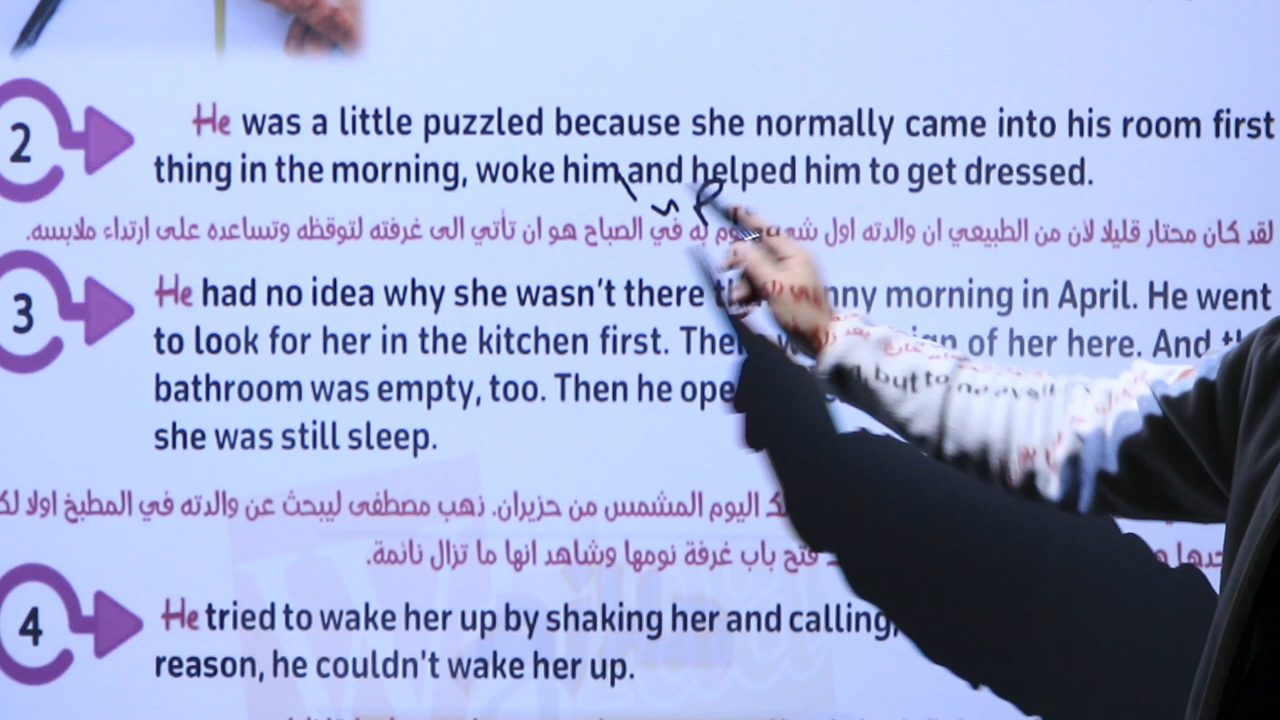 2
He was a little puzzled because she normally came into his room first
thing in the morning, woke him and helped him to get dressed.
up
لقد كان محتار قليلا لأن من الطبيعي ان والدته اول به في الصباح هو ان تأتي الى غرفته لتوقظه وتساعده على ارتداء ملابسه.
3
He had no idea why she wasn't there nny morning in April. He went
to look for her in the kitchen first. of her here. And
bathroom was empty, too. Then he ope
she was still sleep.
اليوم المشمس من حزيران. ذهب مصطفى ليبحث عن والدته في المطبخ اولا
فتح باب غرفة نومها وشاهد انها ما تزال نائمة.
4
He tried to wake her up by shaking her and calling,
reason, he couldn't wake her up.